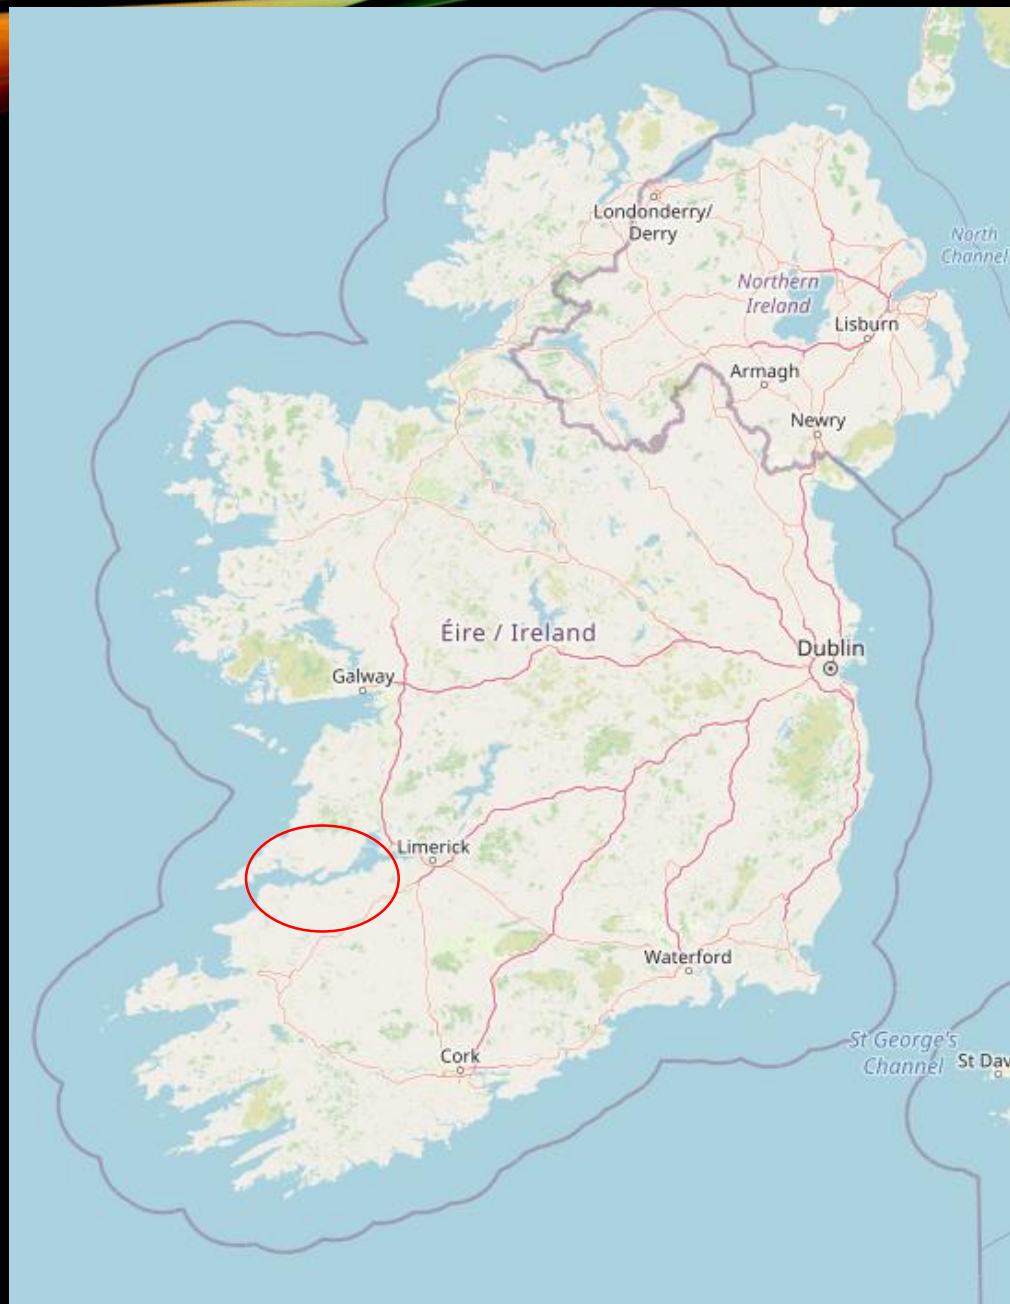 Londonderry/
Derry
North
Channel
Northern
Ireland
Lisburn
Armagh
Newry
Éire / Ireland
Dublin
Galway
Limerick
Waterford
St George's
Channel
St Dav
Cork